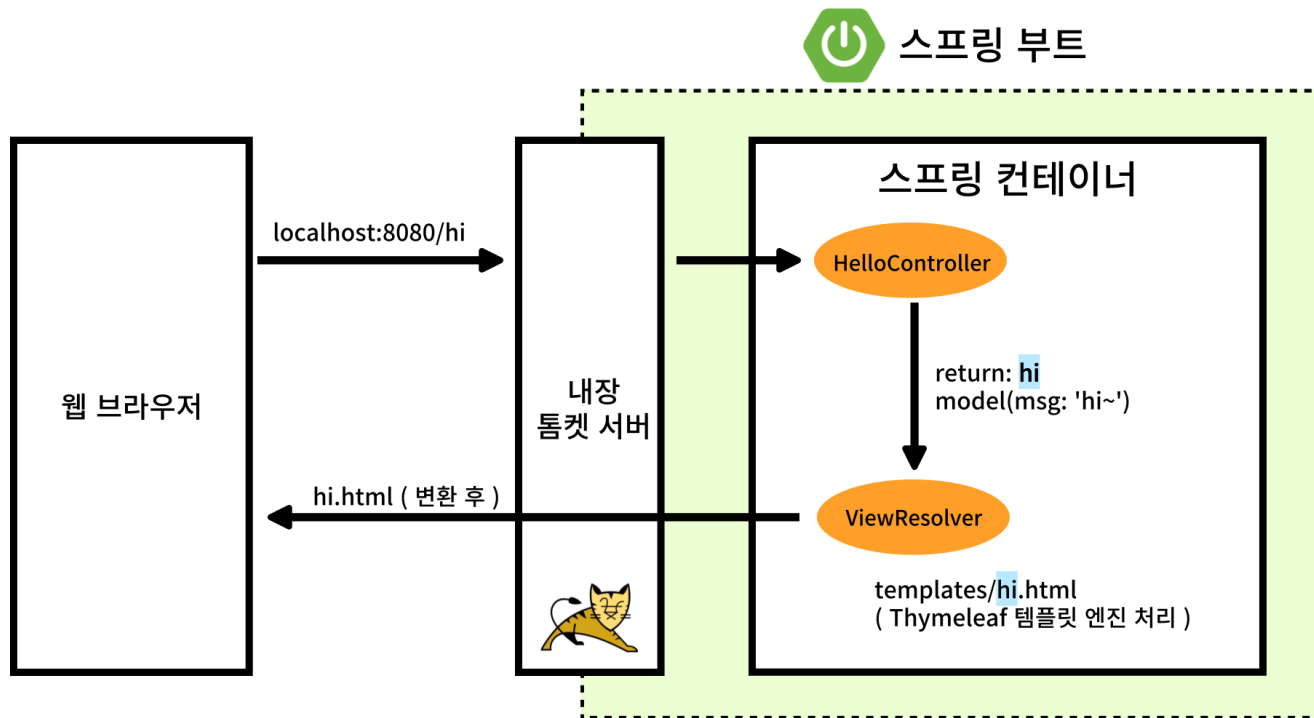 스프링 부트
스프링 컨테이너
localhost:8080/hi
HelloController
return: hi
model(msg: 'hi~')
웹 브라우저
내장
톰켓 서버
hi.html ( 변환 후 )
ViewResolver
templates/hi.html
( Thymeleaf 템플릿 엔진 처리 )